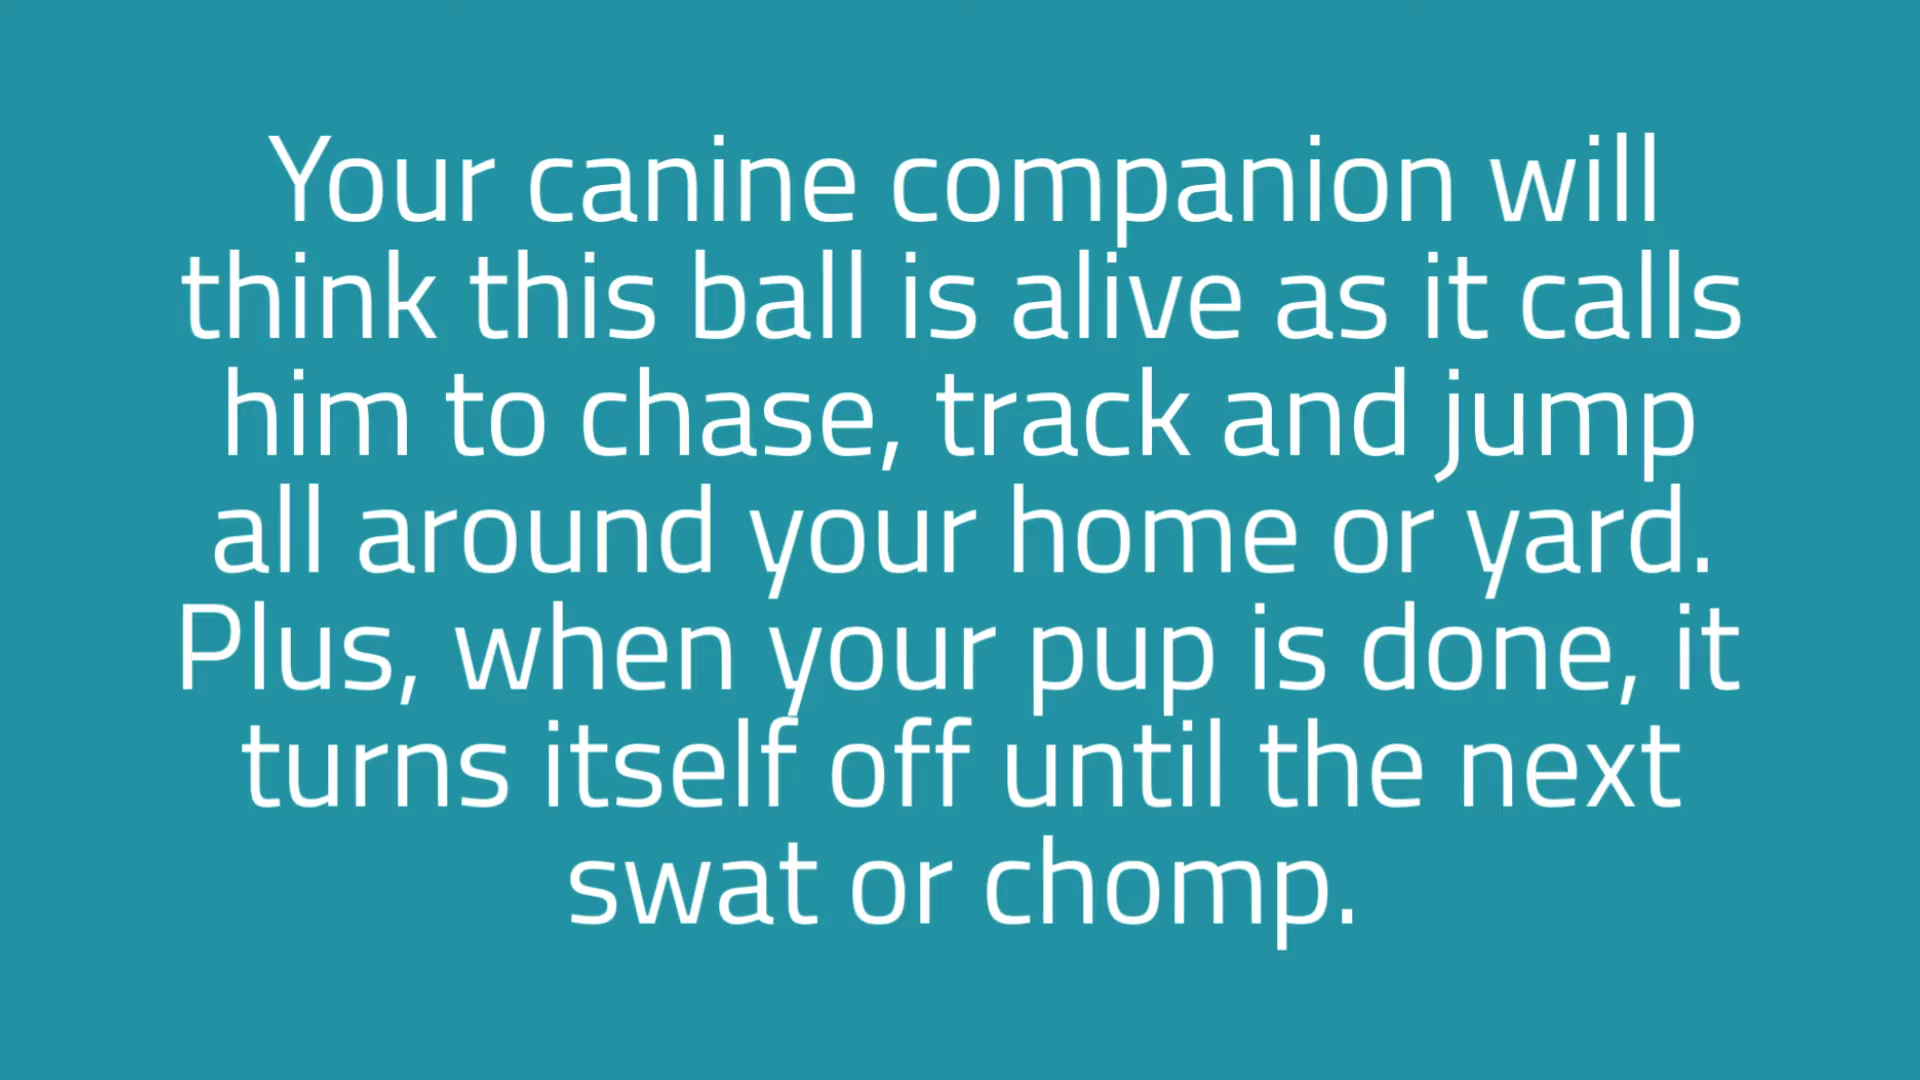 Your canine companion will
think this ball is alive as it calls
him to chase, track and jump
all around your home or yard.
Plus, when your pup is done, it
turns itself off until the next
swat or chomp.